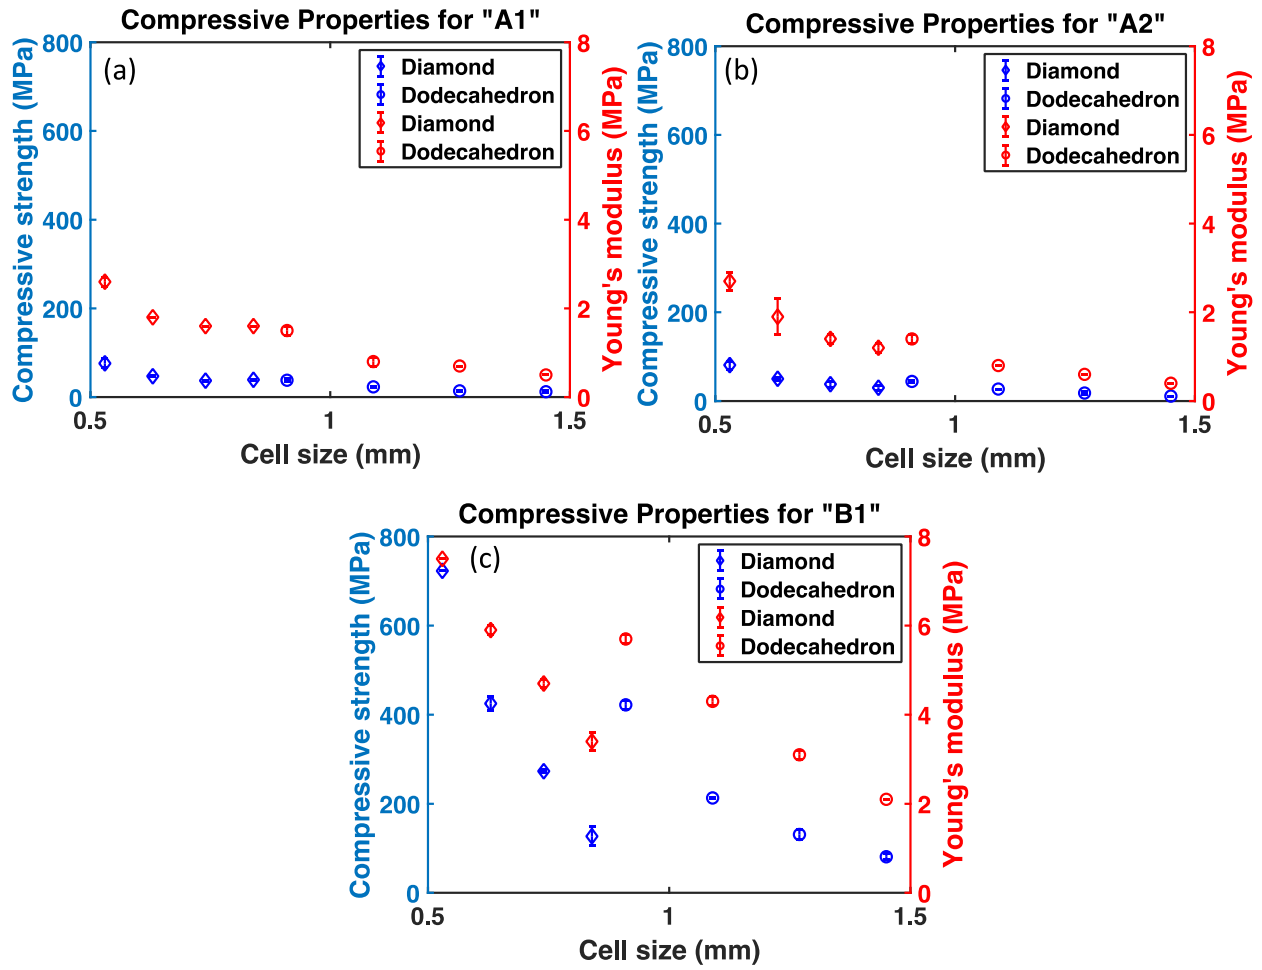 Compressive Properties for "A1"
(a)
Compressive strength (MPa)
800
600
400
200
0
Diamond
Dodecahedron
Diamond
Dodecahedron
8
6
4
2
0
Young's modulus (MPa)
0.5
1
1.5
Cell size (mm)
Compressive Properties for "A2"
(b)
Compressive strength (MPa)
800
600
400
200
0
Diamond
Dodecahedron
Diamond
Dodecahedron
8
6
4
2
0
Young's modulus (MPa)
0.5
1
1.5
Cell size (mm)
Compressive Properties for "B1"
(c)
Compressive strength (MPa)
800
600
400
200
0
Diamond
Dodecahedron
Diamond
Dodecahedron
8
6
4
2
0
Young's modulus (MPa)
0.5
1
1.5
Cell size (mm)